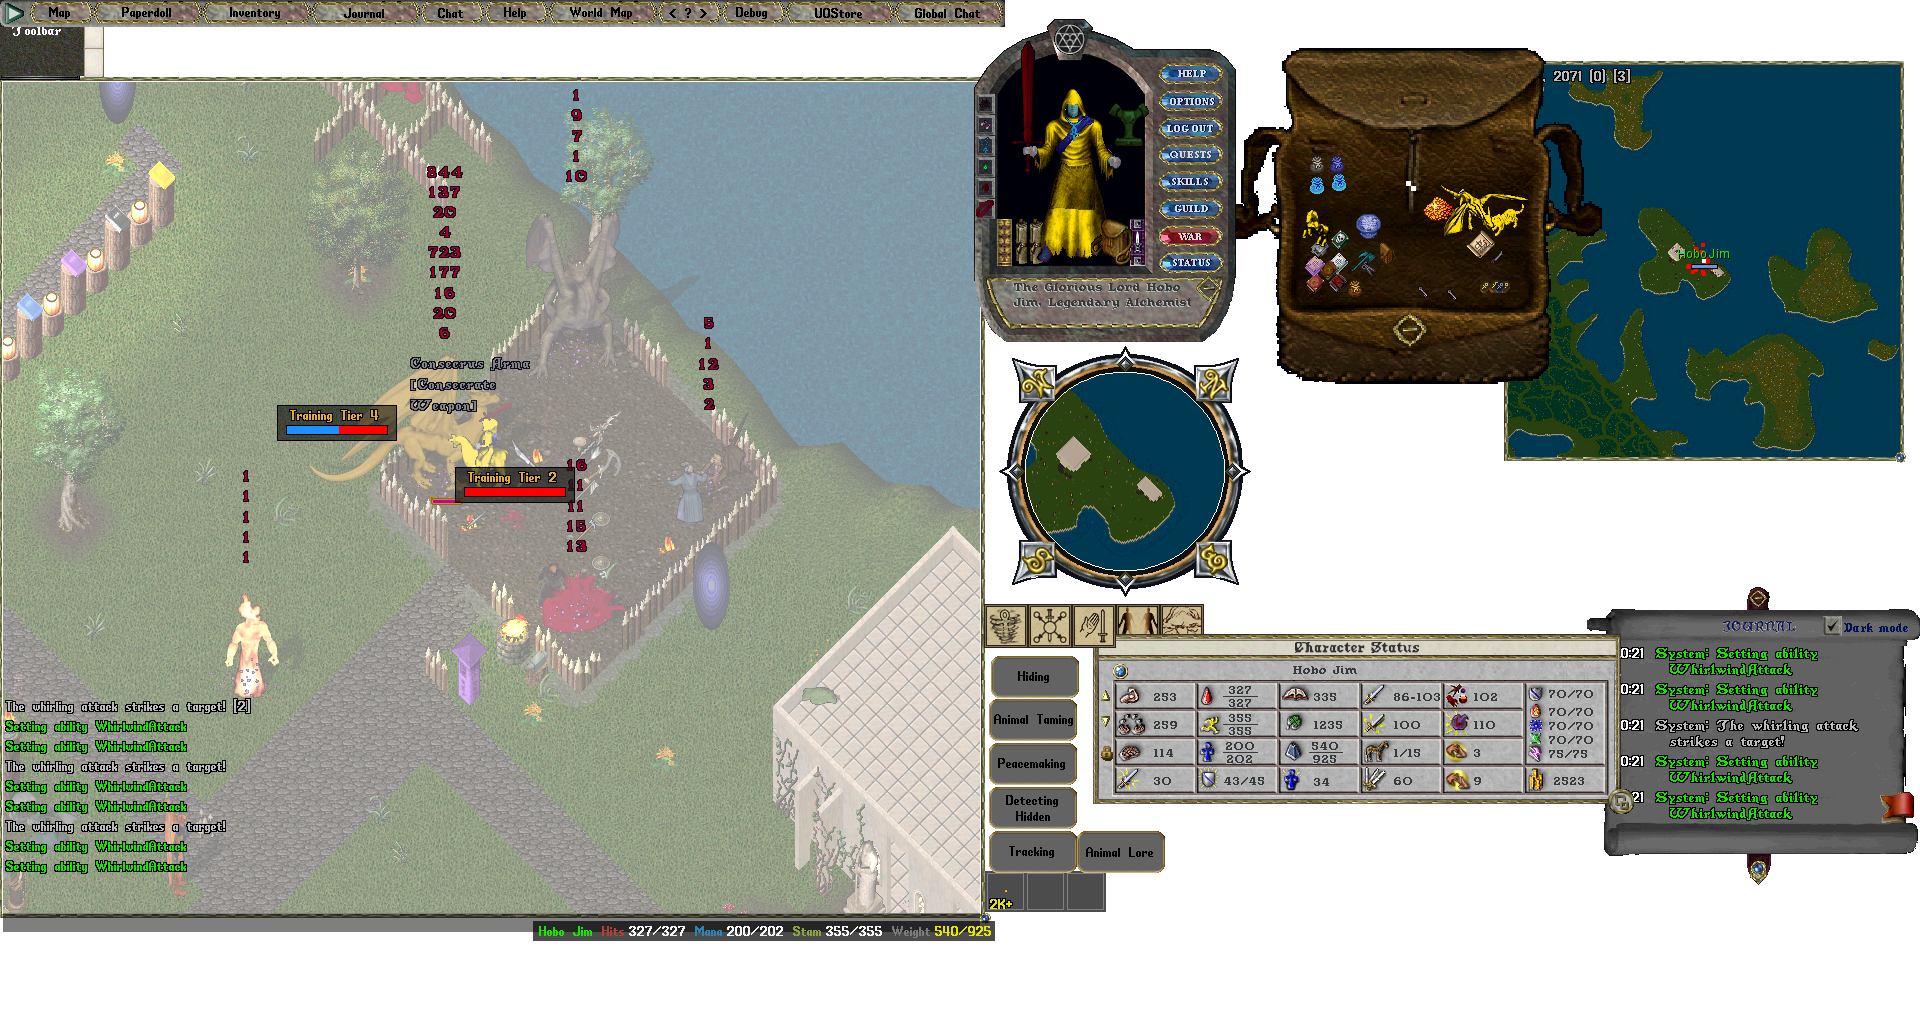 Map Paperdoll Inventory Journal Chat Help World Map < ? > Debug UOStore Global Chat
Toolbar
1
9
7
1
10
844
137
20
4
723
177
16
20
6
Consecrus Arma
[Consecrate
Weapon]
5
1
12
3
2
Training Tier 4
Training Tier 2
16
11
11
15
13
1
1
1
1
1
The whirling attack strikes a target! [2]
Setting ability WhirlwindAttack
Setting ability WhirlwindAttack
The whirling attack strikes a target!
Setting ability WhirlwindAttack
Setting ability WhirlwindAttack
The whirling attack strikes a target!
Setting ability WhirlwindAttack
Setting ability WhirlwindAttack
Hobo Jim Hits 327/327 Mana 200/202 Stam 355/355 Weight 540/925
HELP
OPTIONS
LOG OUT
QUESTS
SKILLS
GUILD
WAR
STATUS
The Glorious Lord Hobo
Jim, Legendary Alchemist
2071 (0) [3]
HoboJim
Hiding
Animal Taming
Peacemaking
Detecting
Hidden
Tracking
Animal Lore
2K+
Character Status
Hobo Jim
253 327/327 335 86-103 102 70/70
70/70
259 355/355 1235 100 110 70/70
70/70
114 200/202 540/925 1/15 3 75/75
30 43/45 34 60 9 2523
JOURNAL
Dark mode
0:21 System: Setting ability
WhirlwindAttack
0:21 System: Setting ability
WhirlwindAttack
0:21 System: The whirling attack
strikes a target!
0:21 System: Setting ability
WhirlwindAttack
21 System: Setting ability
WhirlwindAttack